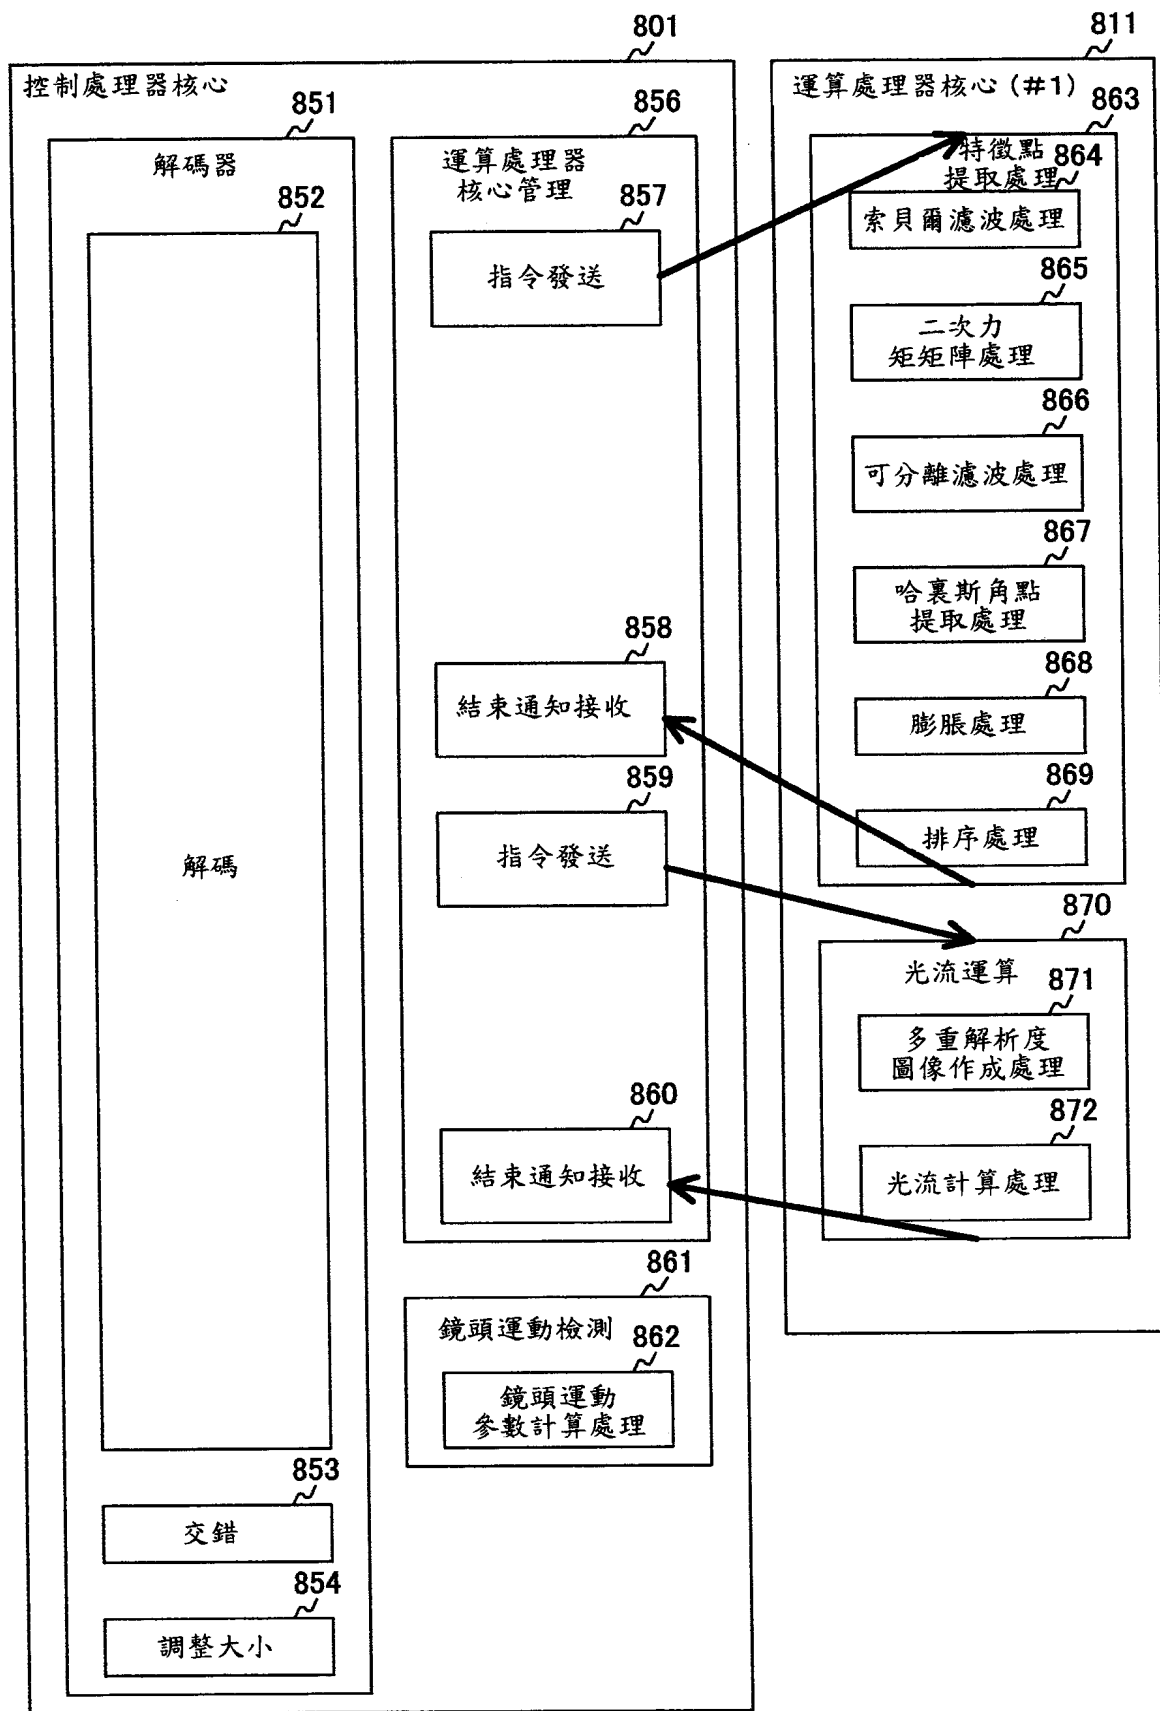 801
控制處理器核心
851
解碼器
852
解碼
853
交錯
854
調整大小
856
運算處理器
核心管理
857
指令發送
858
結束通知接收
859
指令發送
860
結束通知接收
861
鏡頭運動檢測
862
鏡頭運動
參數計算處理
811
運算處理器核心(#1)
863
特徵點
提取處理
864
索貝爾濾波處理
865
二次力
矩矩陣處理
866
可分離濾波處理
867
哈裏斯角點
提取處理
868
膨脹處理
869
排序處理
870
光流運算
871
多重解析度
圖像作成處理
872
光流計算處理